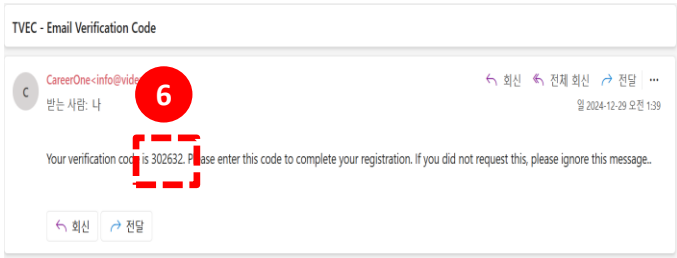 TVEC - Email Verification Code
CareerOne<info@vide
6
회신 전체 회신 전달 ...
C
받는 사람: 나
일 2024-12-29 오전 1:39
Your verification code is 302632. Please enter this code to complete your registration. If you did not request this, please ignore this message..
회신 전달